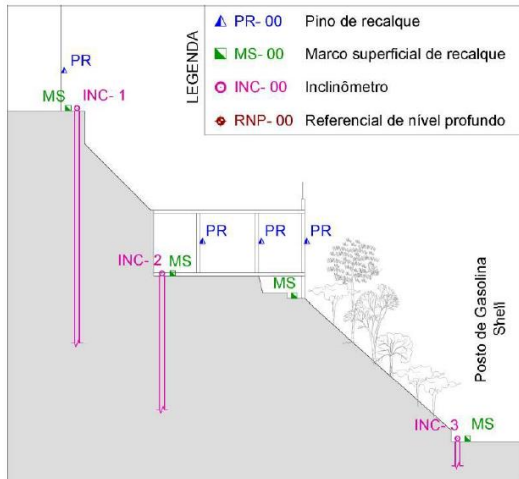 LEGENDA
PR- 00 Pino de recalque
MS- 00 Marco superficial de recalque
INC- 00 Inclinômetro
RNP- 00 Referencial de nível profundo
PR
MS INC- 1
PR PR PR
INC- 2 MS
MS
Posto de Gasolina
Shell
INC- 3 MS